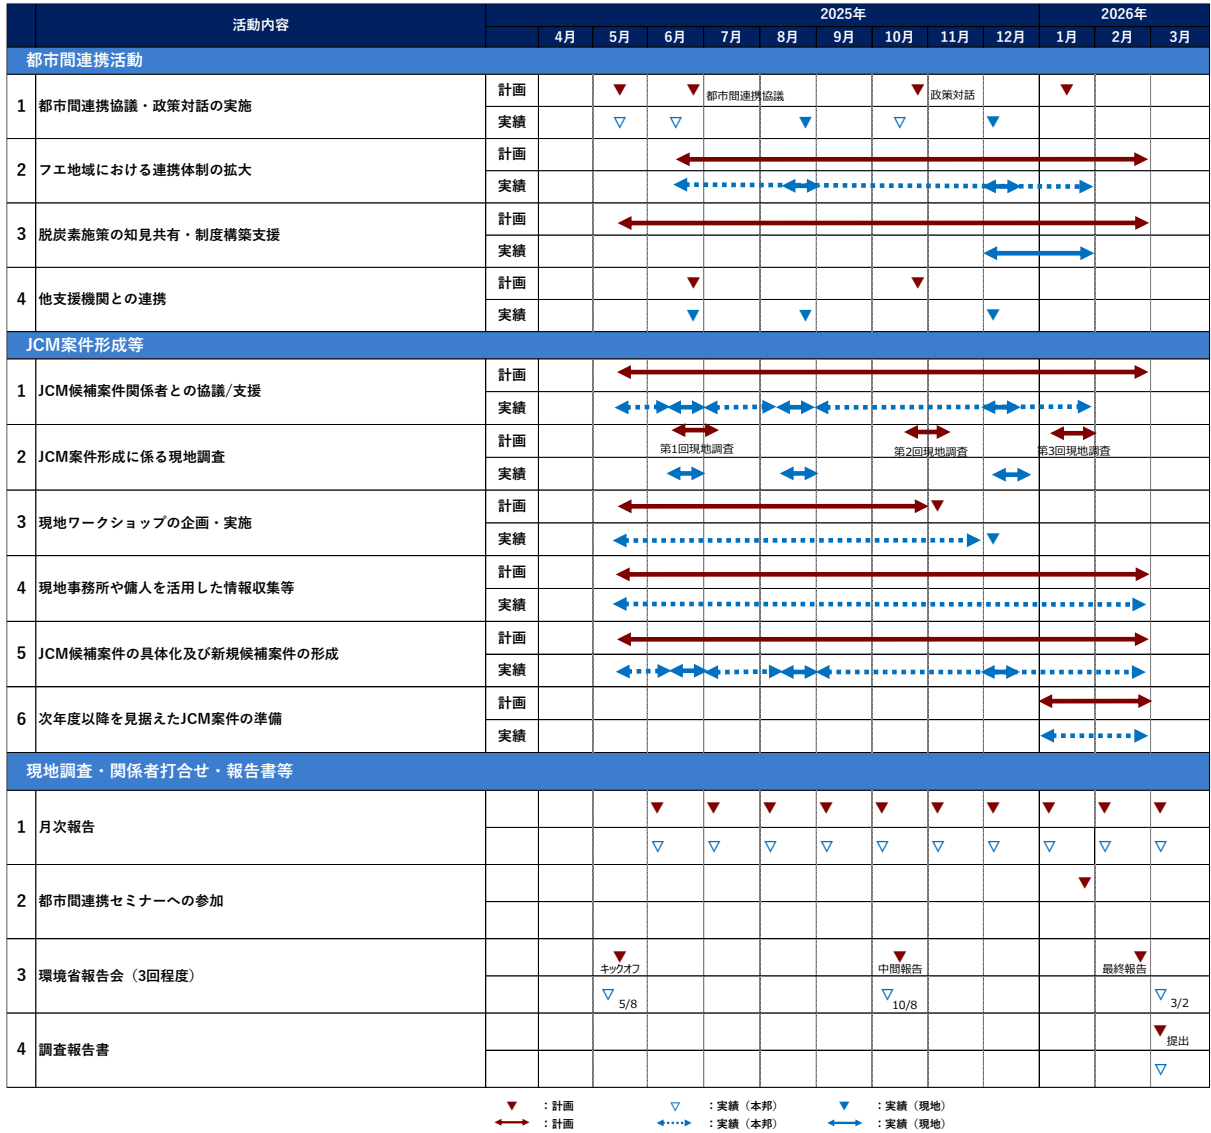 活動内容 2025年 2026年
4月 5月 6月 7月 8月 9月 10月 11月 12月 1月 2月 3月
都市間連携活動
1 都市間連携協議・政策対話の実施 計画 都市間連携協議 政策対話
実績
2 フエ地域における連携体制の拡大 計画
実績
3 脱炭素施策の知見共有・制度構築支援 計画
実績
4 他支援機関との連携 計画
実績
JCM案件形成等
1 JCM候補案件関係者との協議/支援 計画
実績
2 JCM案件形成に係る現地調査 計画 第1回現地調査 第2回現地調査 第3回現地調査
実績
3 現地ワークショップの企画・実施 計画
実績
4 現地事務所や傭人を活用した情報収集等 計画
実績
5 JCM候補案件の具体化及び新規候補案件の形成 計画
実績
6 次年度以降を見据えたJCM案件の準備 計画
実績
現地調査・関係者打合せ・報告書等
1 月次報告
2 都市間連携セミナーへの参加
3 環境省報告会（3回程度） キックオフ 中間報告 最終報告
5/8 10/8 3/2
4 調査報告書 提出
：計画 ：実績（本邦） ：実績（現地）
：計画 ：実績（本邦） ：実績（現地）